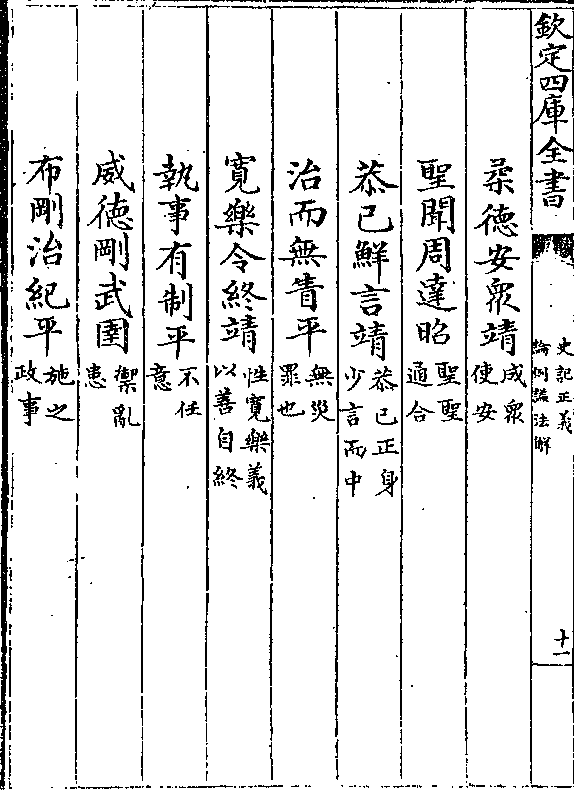 欽定四庫全書
史記正義
論例諡法解
十一
柔德安衆靖成衆使安
聖聞周達昭聖聖通合
恭已鮮言靖恭已正身少言而中
治而無眚平無災罪也
寛樂令終靖性寛樂義以善自終
執事有制平不任意
威德剛武圉禦亂患
布剛治紀平施之政事